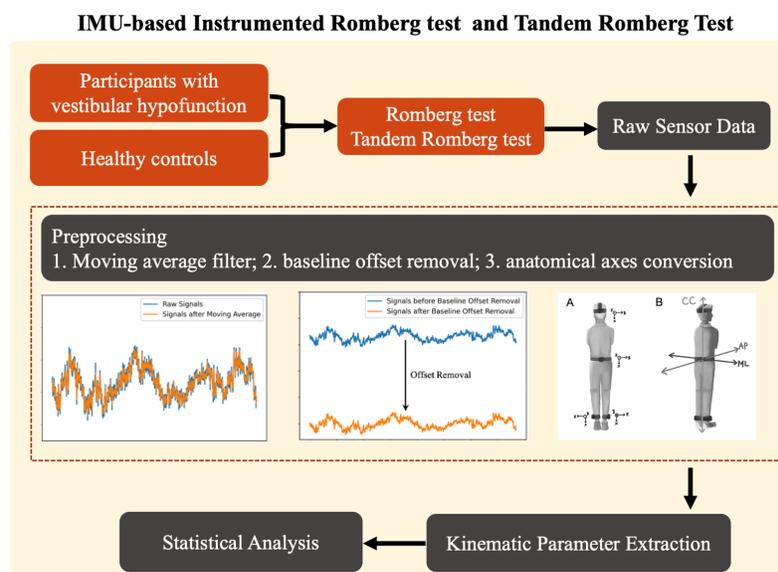 IMU-based Instrumented Romberg test and Tandem Romberg Test
Participants with
vestibular hypofunction
Healthy controls
Romberg test
Tandem Romberg test
Raw Sensor Data
Preprocessing
1. Moving average filter; 2. baseline offset removal; 3. anatomical axes conversion
Raw Signals
Signals after Moving Average
Signals before Baseline Offset Removal
Signals after Baseline Offset Removal
Offset Removal
A
B
CC
AP
ML
Statistical Analysis
Kinematic Parameter Extraction